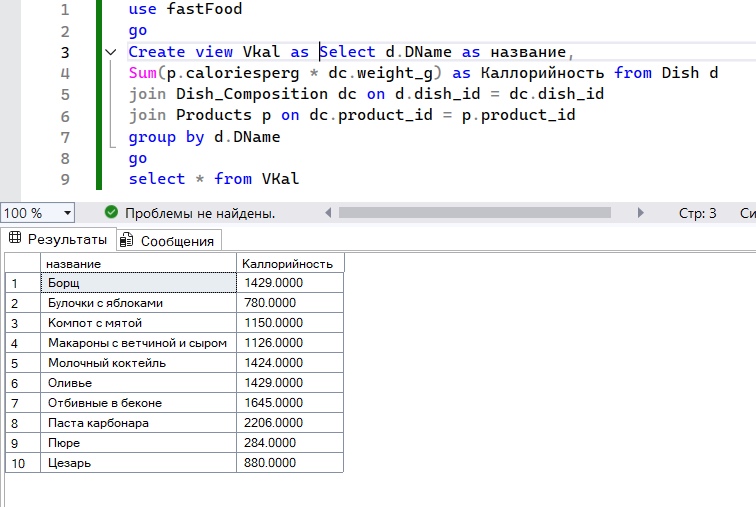 1 use fastFood
2 go
3 Create view Vkal as Select d.DName as название,
4 Sum(p.caloriesperg * dc.weight_g) as Каллорийность from Dish d
5 join Dish_Composition dc on d.dish_id = dc.dish_id
6 join Products p on dc.product_id = p.product_id
7 group by d.DName
8 go
9 select * from VKal
100 % Проблемы не найдены. Стр: 3 Си
Результаты Сообщения
название Каллорийность
1 Борщ 1429.0000
2 Булочки с яблоками 780.0000
3 Компот с мятой 1150.0000
4 Макароны с ветчиной и сыром 1126.0000
5 Молочный коктейль 1424.0000
6 Оливье 1429.0000
7 Отбивные в беконе 1645.0000
8 Паста карбонара 2206.0000
9 Пюре 284.0000
10 Цезарь 880.0000